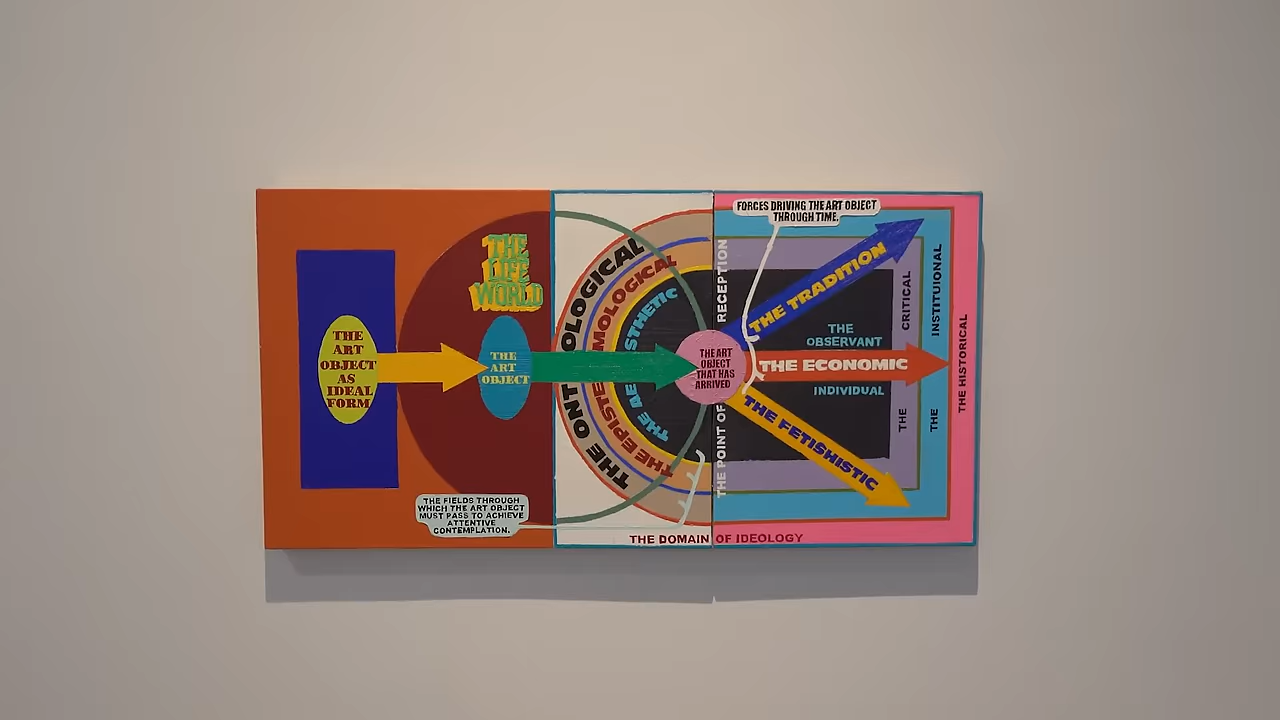 THE
ART
OBJECT
AS
IDEAL
FORM
THE
LIFE
WORLD
THE
ART
OBJECT
THE FIELDS THROUGH
WHICH THE ART OBJECT
MUST PASS TO ACHIEVE
ATTENTIVE
CONTEMPLATION.
THE ONTOLOGICAL
THE EPISTEMOLOGICAL
THE AESTHETIC
THE ART
OBJECT
THAT HAS
ARRIVED
THE POINT OF RECEPTION
FORCES DRIVING THE ART OBJECT
THROUGH TIME.
THE TRADITION
THE
OBSERVANT
THE ECONOMIC
INDIVIDUAL
THE FETISHISTIC
THE CRITICAL
THE INSTITUIONAL
THE HISTORICAL
THE DOMAIN OF IDEOLOGY